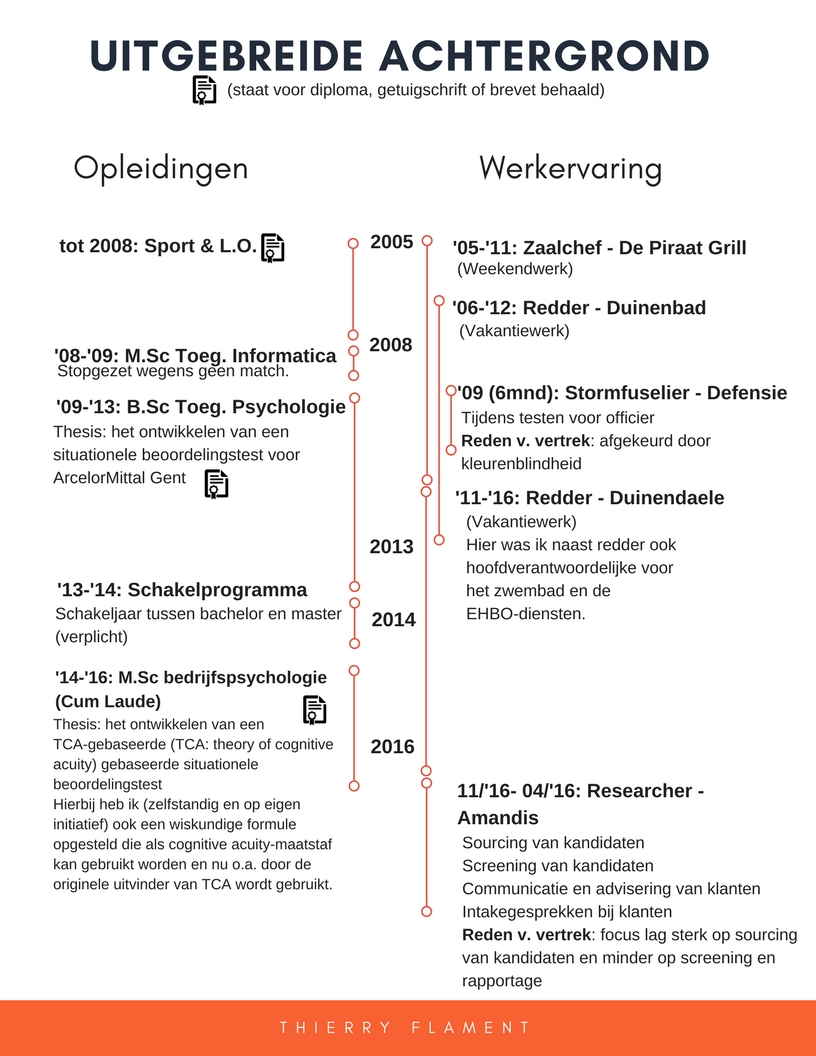 UITGEBREIDE ACHTERGROND
(staat voor diploma, getuigschrift of brevet behaald)
Opleidingen
tot 2008: Sport & L.O.
'08-'09: M.Sc Toeg. Informatica
Stopgezet wegens geen match.
'09-'13: B.Sc Toeg. Psychologie
Thesis: het ontwikkelen van een
situationele beoordelingstest voor
ArcelorMittal Gent
'13-'14: Schakelprogramma
Schakeljaar tussen bachelor en master
(verplicht)
'14-'16: M.Sc bedrijfspsychologie
(Cum Laude)
Thesis: het ontwikkelen van een
TCA-gebaseerde (TCA: theory of cognitive
acuity) gebaseerde situationele
beoordelingstest
Hierbij heb ik (zelfstandig en op eigen
initiatief) ook een wiskundige formule
opgesteld die als cognitive acuity-maatstaf
kan gebruikt worden en nu o.a. door de
originele uitvinder van TCA wordt gebruikt.
2005
2008
2013
2014
2016
Werkervaring
'05-'11: Zaalchef - De Piraat Grill
(Weekendwerk)
'06-'12: Redder - Duinenbad
(Vakantiewerk)
'09 (6mnd): Stormfuselier - Defensie
Tijdens testen voor officier
Reden v. vertrek: afgekeurd door
kleurenblindheid
'11-'16: Redder - Duinendaele
(Vakantiewerk)
Hier was ik naast redder ook
hoofdverantwoordelijke voor
het zwembad en de
EHBO-diensten.
11/'16- 04/'16: Researcher -
Amandis
Sourcing van kandidaten
Screening van kandidaten
Communicatie en advisering van klanten
Intakegesprekken bij klanten
Reden v. vertrek: focus lag sterk op sourcing
van kandidaten en minder op screening en
rapportage
THIERRY FLAMENT